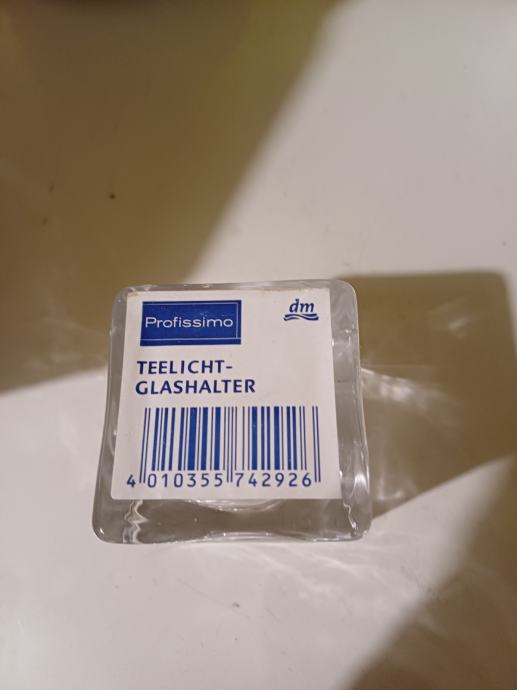 Profissimo
dm
TEELICHT-
GLASHALTER
4 010355 742926